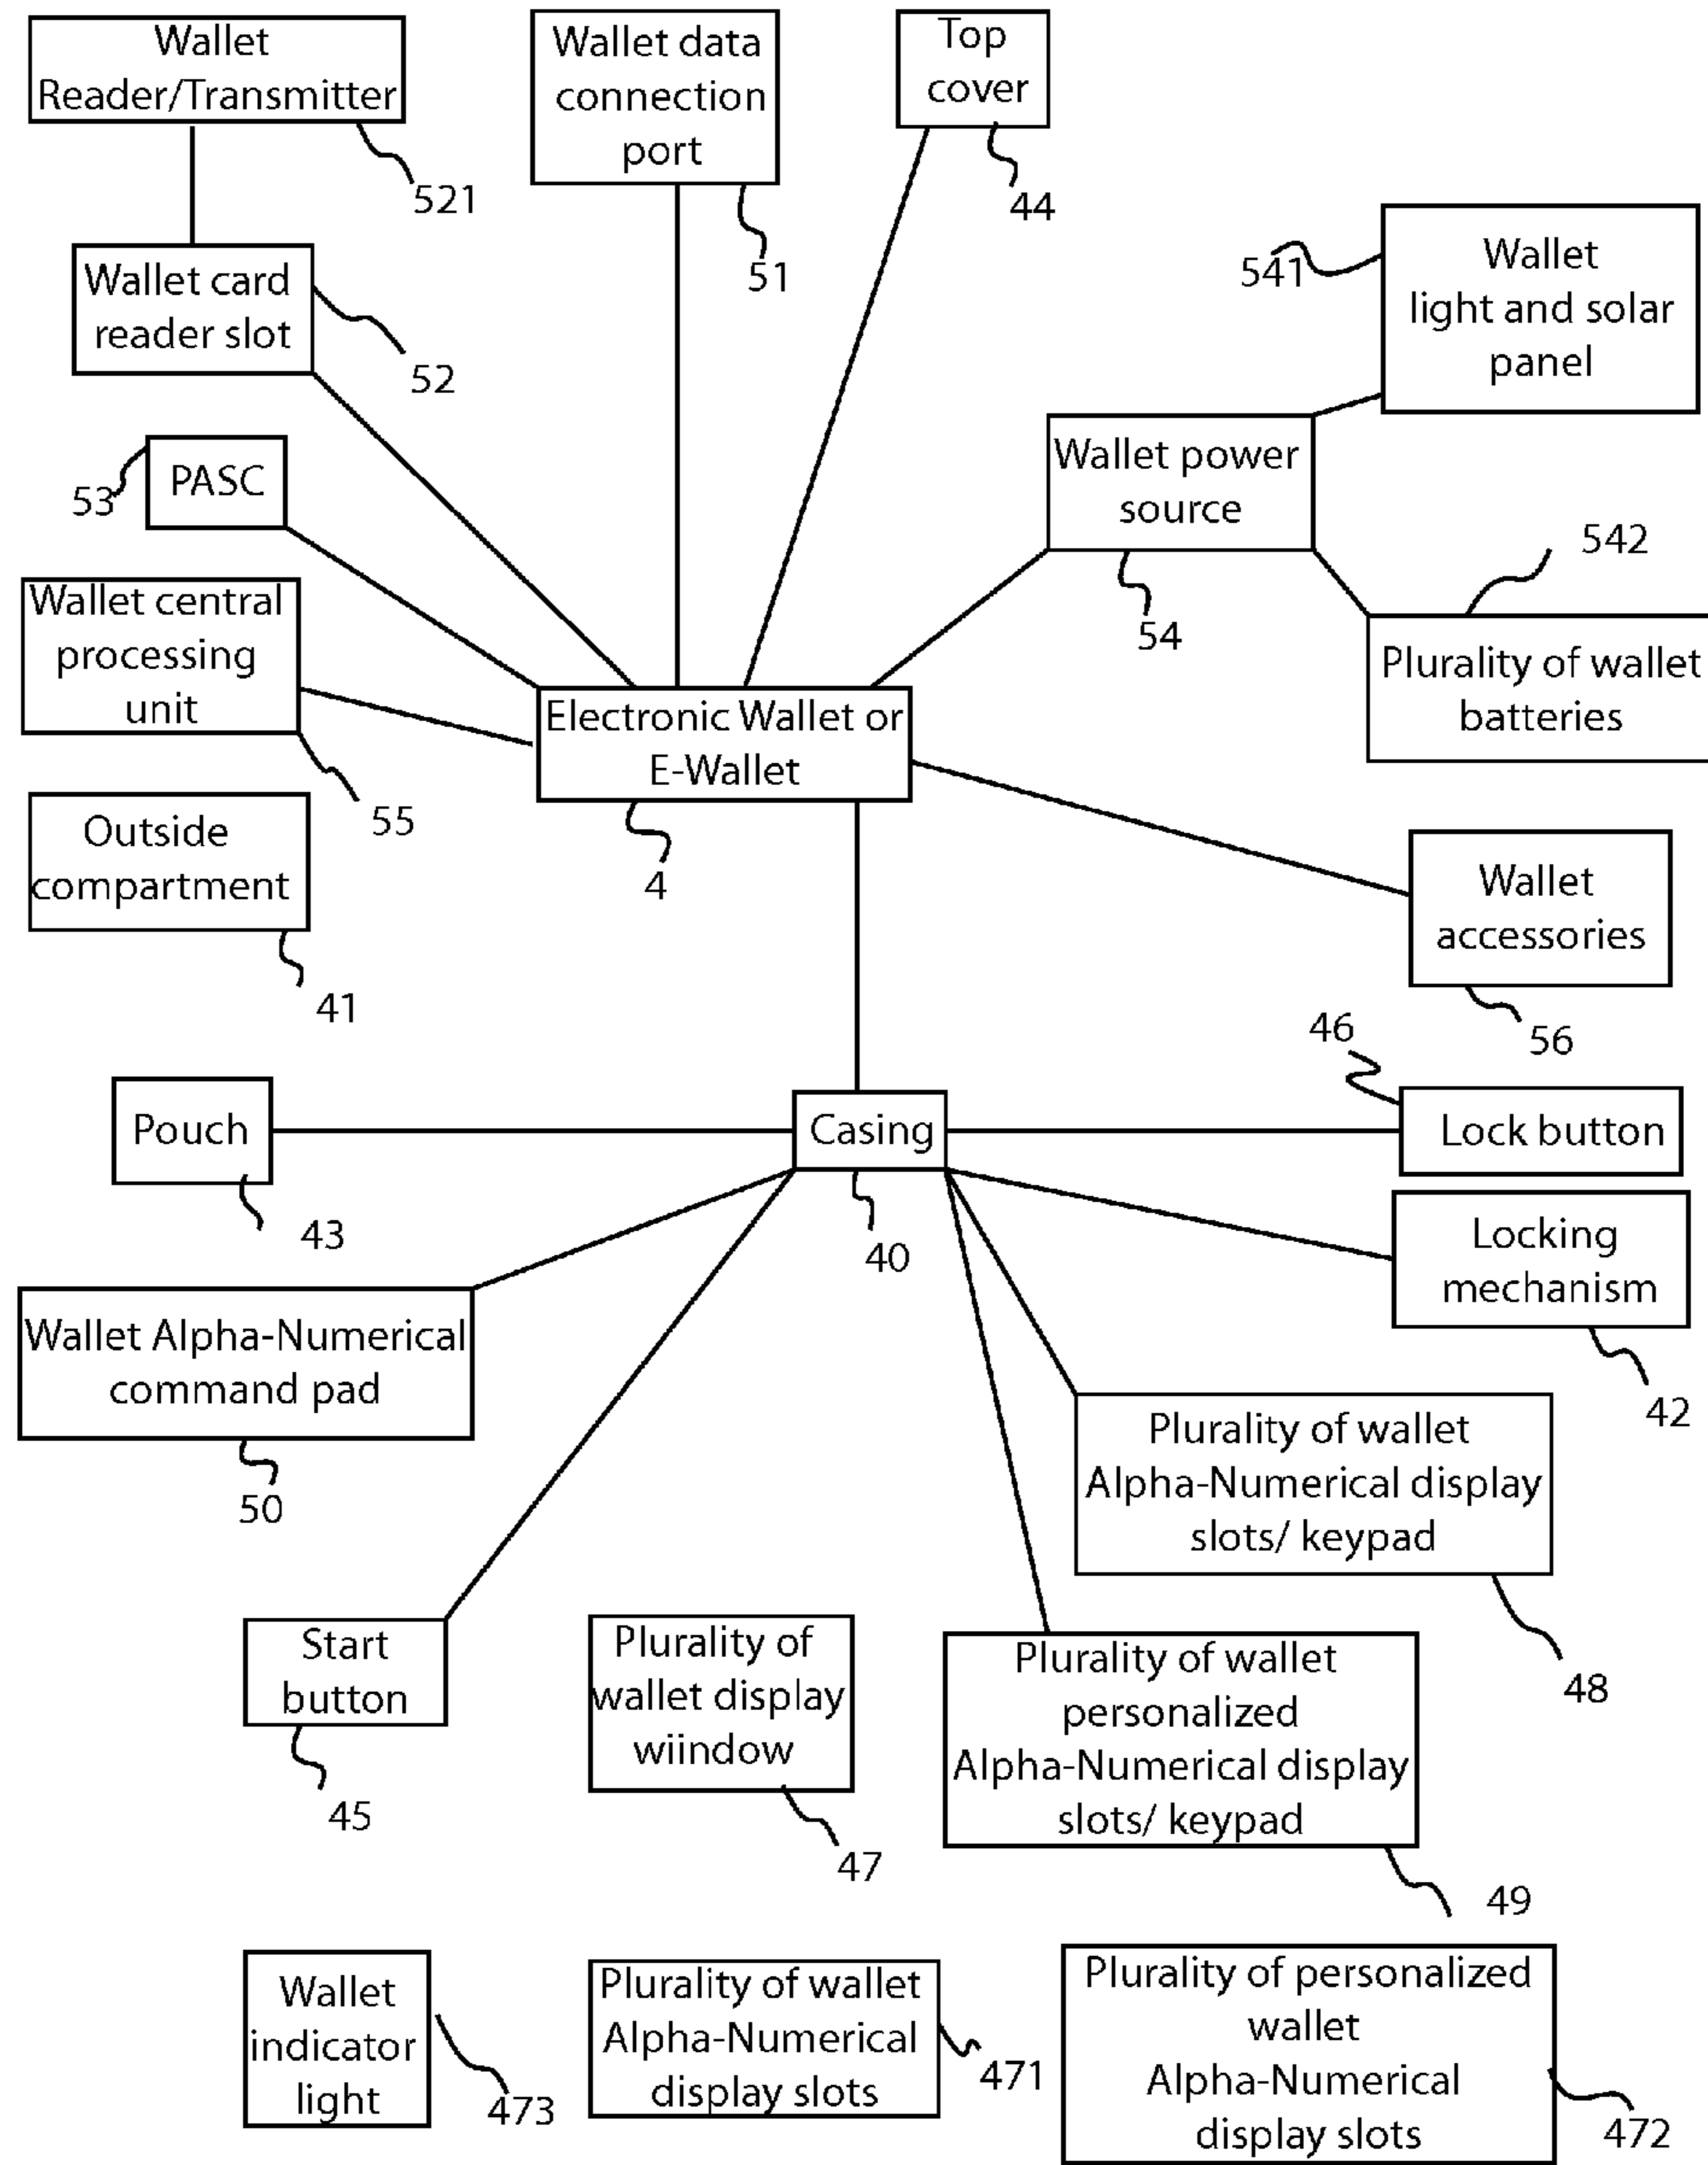 Wallet
Reader/Transmitter
521
Wallet data
connection
port
51
Top
cover
44
Wallet card
reader slot
52
541
Wallet
light and solar
panel
53
PASC
Wallet power
source
54
542
Plurality of wallet
batteries
Wallet central
processing
unit
55
Electronic Wallet or
E-Wallet
4
Outside
compartment
41
Wallet
accessories
56
46
Lock button
Pouch
43
Casing
40
Locking
mechanism
42
Wallet Alpha-Numerical
command pad
50
Plurality of wallet
Alpha-Numerical display
slots/ keypad
48
Start
button
45
Plurality of
wallet display
wiindow
47
Plurality of wallet
personalized
Alpha-Numerical display
slots/ keypad
49
Wallet
indicator
light
473
Plurality of wallet
Alpha-Numerical
display slots
471
Plurality of personalized
wallet
Alpha-Numerical
display slots
472